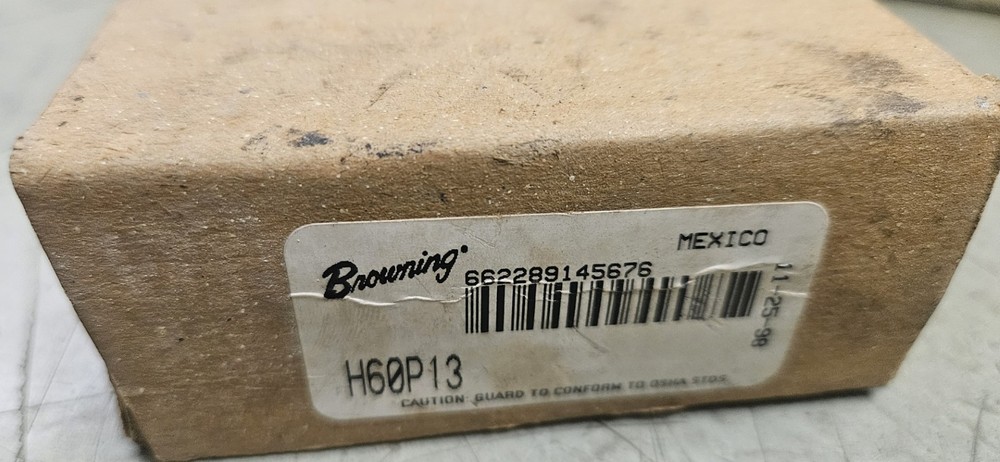 Browning
662289145676
MEXICO
11-25-98
H60P13
CAUTION: GUARD TO CONFORM TO OSHA STDS